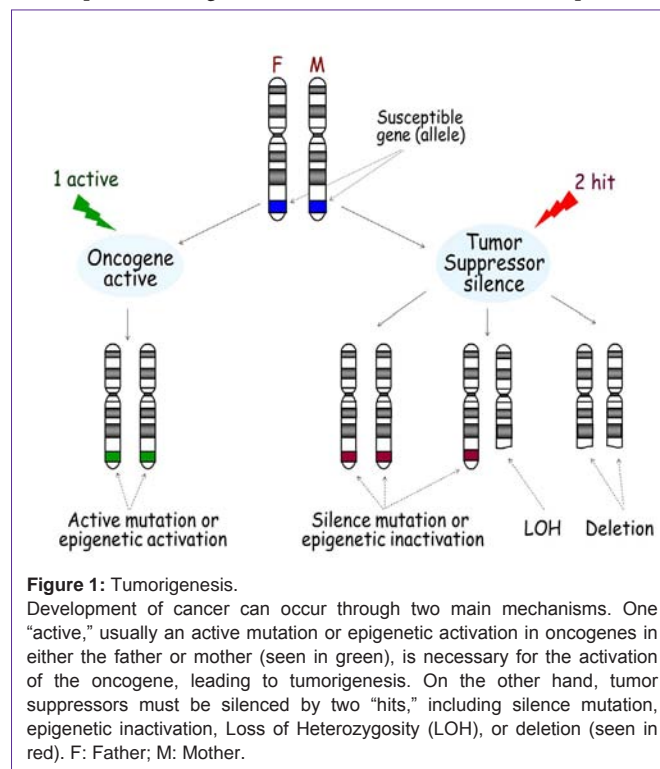 F M
Susceptible
gene (allele)
1 active
2 hit
Oncogene
active
Tumor
Suppressor
silence
Active mutation or
epigenetic activation
Silence mutation or
epigenetic inactivation
LOH
Deletion
Figure 1: Tumorigenesis.
Development of cancer can occur through two main mechanisms. One
“active,” usually an active mutation or epigenetic activation in oncogenes in
either the father or mother (seen in green), is necessary for the activation
of the oncogene, leading to tumorigenesis. On the other hand, tumor
suppressors must be silenced by two “hits,” including silence mutation,
epigenetic inactivation, Loss of Heterozygosity (LOH), or deletion (seen in
red). F: Father; M: Mother.